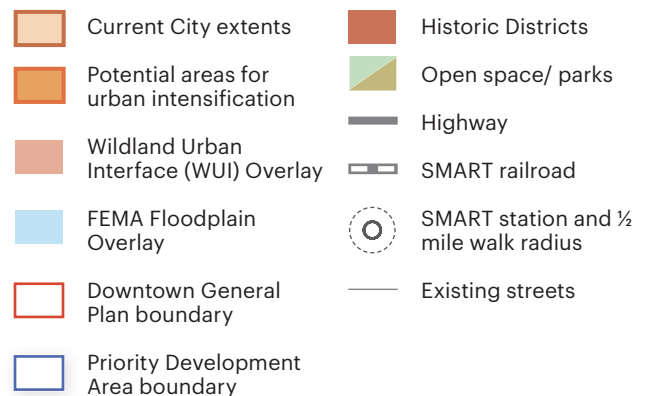 Current City extents
Potential areas for
urban intensification
Wildland Urban
Interface (WUI) Overlay
FEMA Floodplain
Overlay
Downtown General
Plan boundary
Priority Development
Area boundary
Historic Districts
Open space/ parks
Highway
SMART railroad
SMART station and ½
mile walk radius
Existing streets